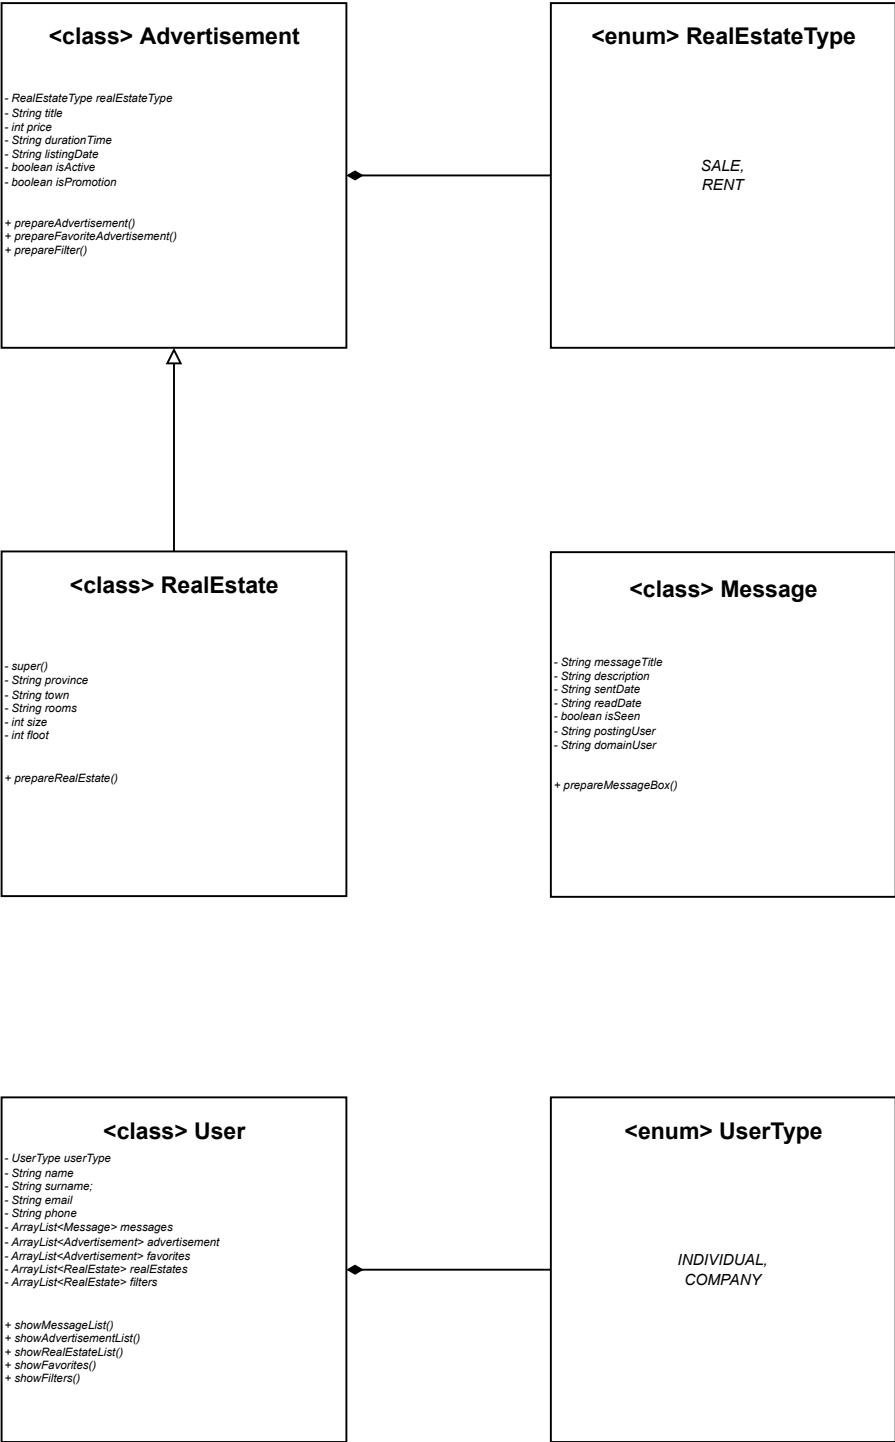 <class> Advertisement
- RealEstateType realEstateType
- String title
- int price
- String durationTime
- String listingDate
- boolean isActive
- boolean isPromotion
+ prepareAdvertisement()
+ prepareFavoriteAdvertisement()
+ prepareFilter()
<enum> RealEstateType
SALE,
RENT
<class> RealEstate
- super()
- String province
- String town
- String rooms
- int size
- int floot
+ prepareRealEstate()
<class> Message
- String messageTitle
- String description
- String sentDate
- String readDate
- boolean isSeen
- String postingUser
- String domainUser
+ prepareMessageBox()
<class> User
- UserType userType
- String name
- String surname;
- String email
- String phone
- ArrayList<Message> messages
- ArrayList<Advertisement> advertisement
- ArrayList<Advertisement> favorites
- ArrayList<RealEstate> realEstates
- ArrayList<RealEstate> filters
+ showMessageList()
+ showAdvertisementList()
+ showRealEstateList()
+ showFavorites()
+ showFilters()
<enum> UserType
INDIVIDUAL,
COMPANY